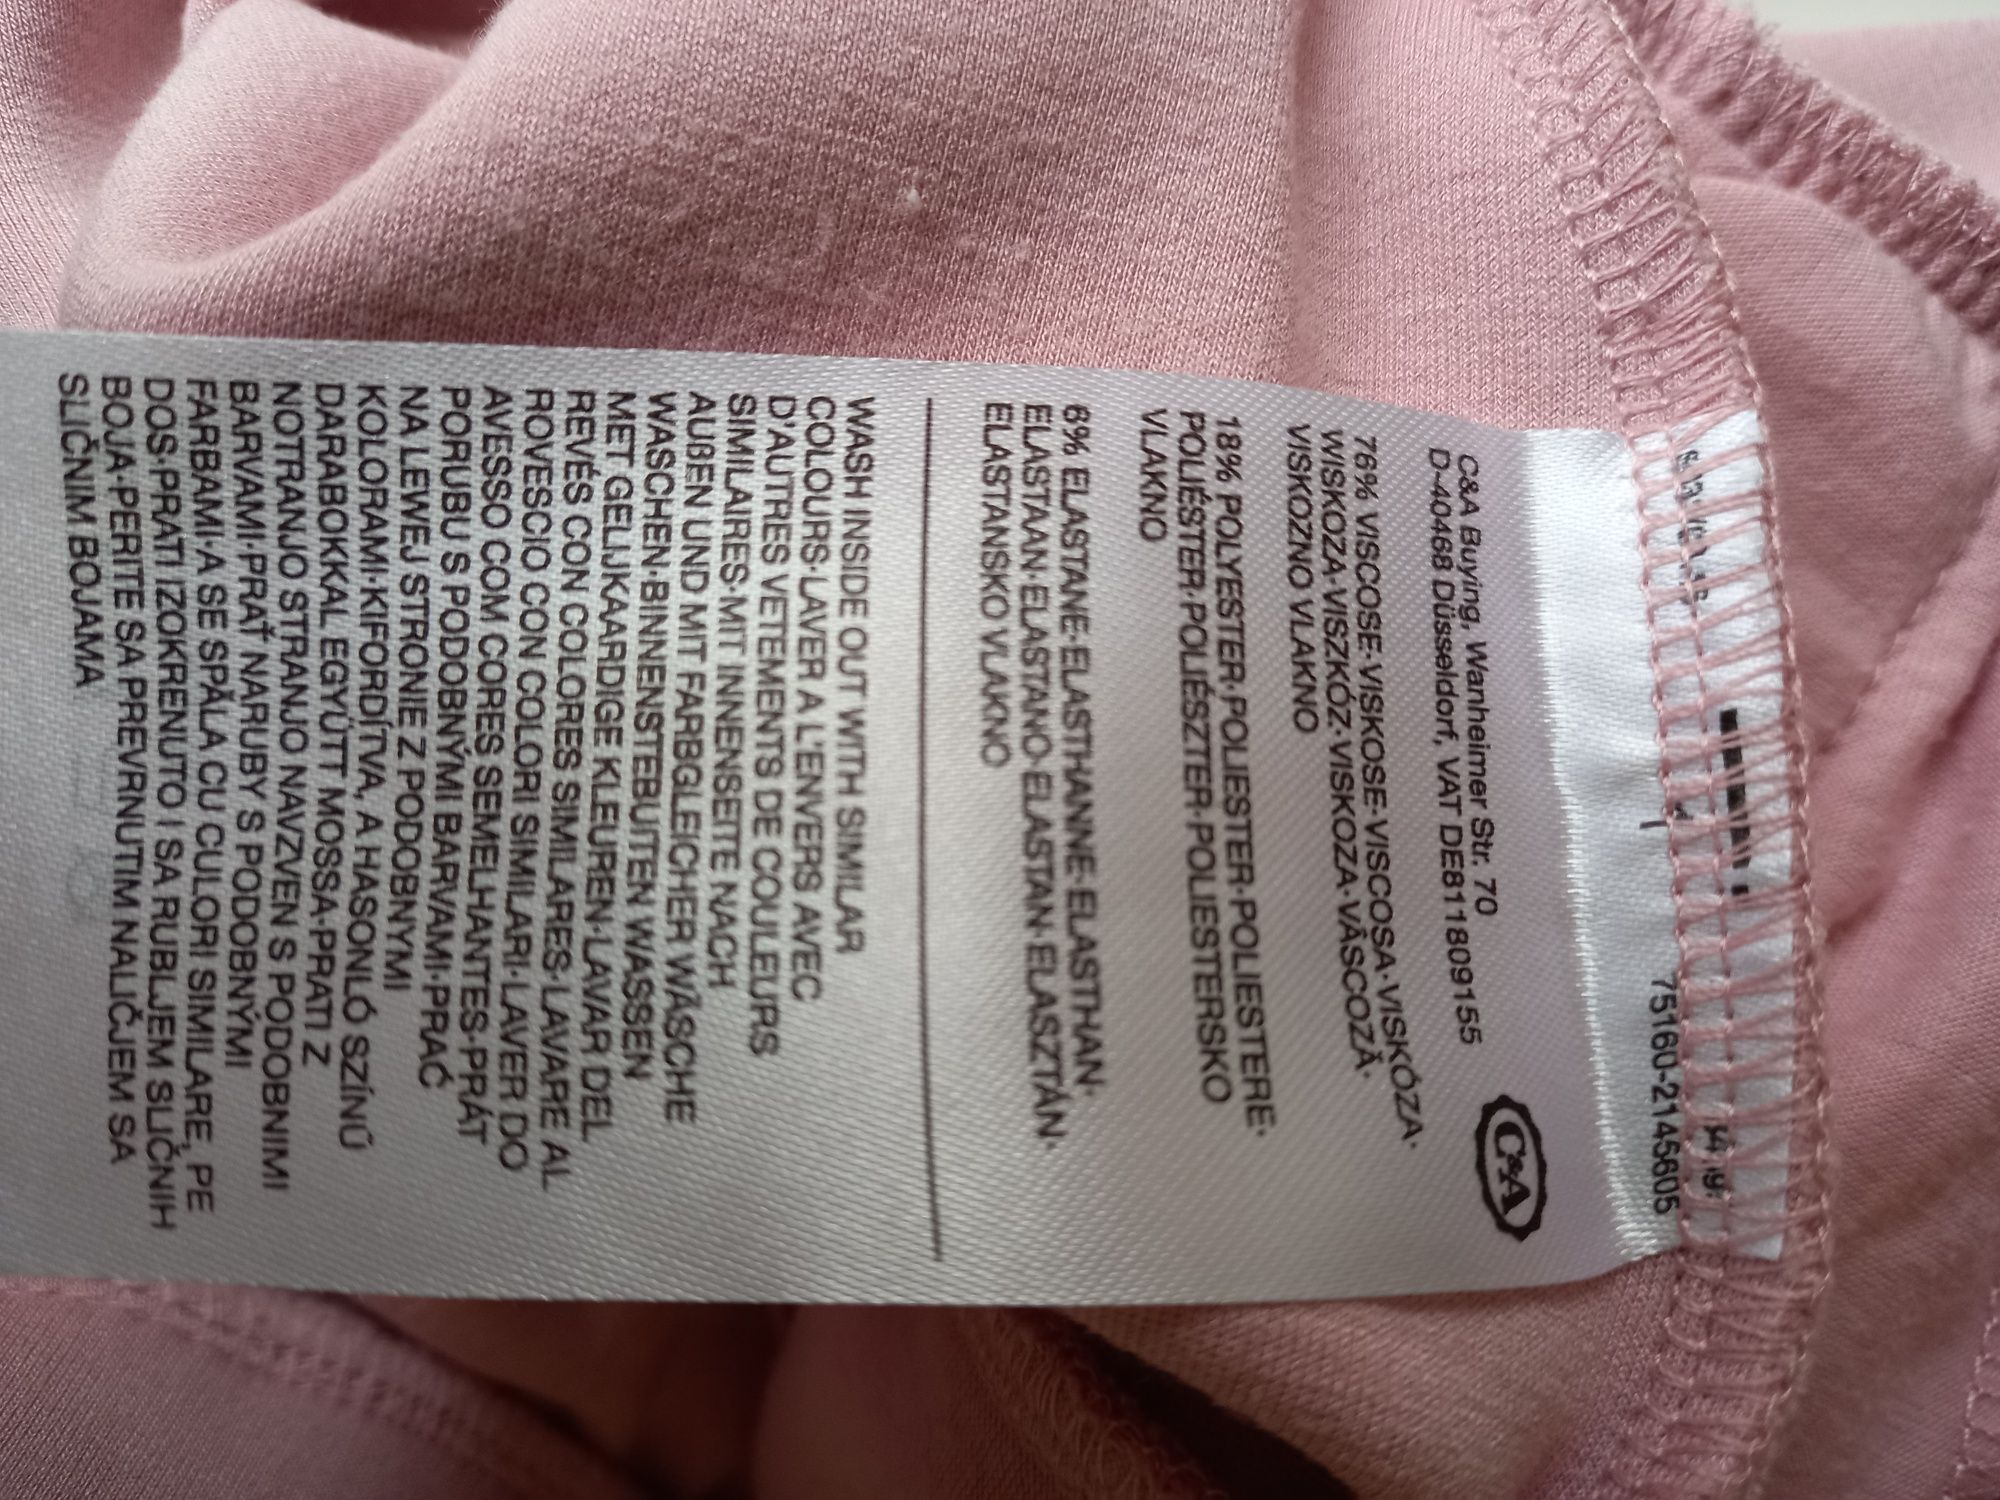 75160-2145605
C&A Buying, Wanheimer Str. 70
D-40468 Düsseldorf, VAT DE811809155
C&A
76% VISCOSE·VISKOSE·VISCOSA·VISKÓZA·
WISKOZA·VISZKÓZ·VISKOZA·VÂSCOZĂ·
VISKOZNO VLAKNO
18% POLYESTER·POLIESTER·POLIESTERE·
POLIÉSTER·POLIÉSZTER·POLIESTERSKO
VLAKNO
6% ELASTANE·ELASTHANNE·ELASTHAN·
ELASTAAN·ELASTANO·ELASTAN·ELASZTÁN·
ELASTANSKO VLAKNO
WASH INSIDE OUT WITH SIMILAR
COLOURS·LAVER A L'ENVERS AVEC
D'AUTRES VETEMENTS DE COULEURS
SIMILAIRES·MIT INNENSEITE NACH
AUßEN UND MIT FARBGLEICHER WÄSCHE
WASCHEN·BINNENSTEBUITEN WASSEN
MET GELIJKAARDIGE KLEUREN·LAVAR DEL
REVÉS CON COLORES SIMILARES·LAVARE AL
ROVESCIO CON COLORI SIMILARI·LAVER DO
AVESSO COM CORES SEMELHANTES·PRÁT
PORUBU S PODOBNÝMI BARVAMI·PRAĆ
NA LEWEJ STRONIE Z PODOBNYMI
KOLORAMI·KIFORDÍTVA, A HASONLÓ SZÍNŰ
DARABOKKAL EGYÜTT MOSSA·PRATI Z
NOTRANJO STRANJO NAVZVEN S PODOBNIMI
BARVAMI·PRAŤ NARUBY S PODOBNÝMI
FARBAMI·A SE SPĂLA CU CULORI SIMILARE, PE
DOS·PRATI IZOKRENUTO I SA RUBLJEM SLIČNIH
BOJA·PERITE SA PREVRNUTIM NALIČJEM SA
SLIČNIM BOJAMA